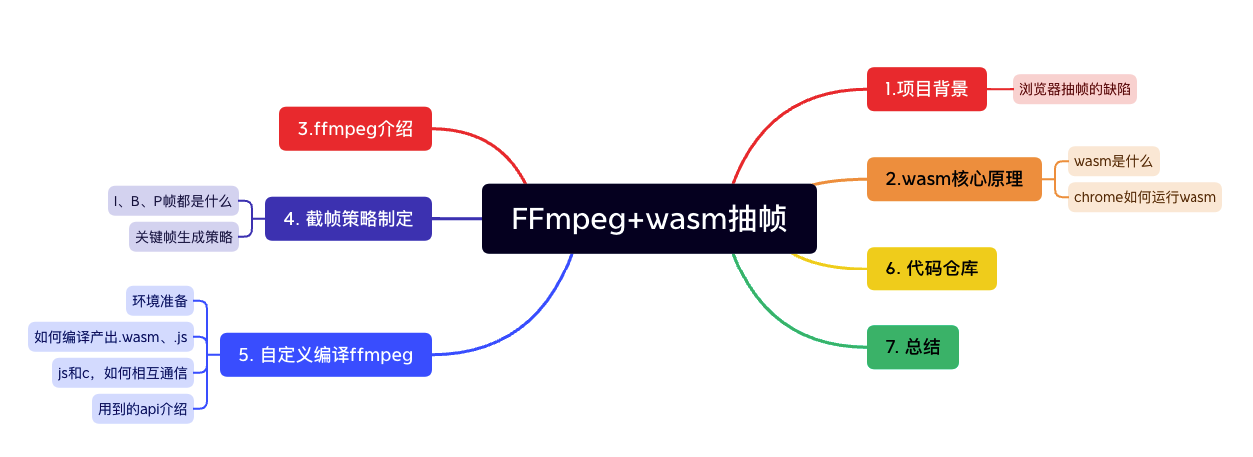 FFmpeg+wasm抽帧
1.项目背景
浏览器抽帧的缺陷
2.wasm核心原理
wasm是什么
chrome如何运行wasm
3.ffmpeg介绍
4. 截帧策略制定
I、B、P帧都是什么
关键帧生成策略
5. 自定义编译ffmpeg
环境准备
如何编译产出.wasm、.js
js和c，如何相互通信
用到的api介绍
6. 代码仓库
7. 总结